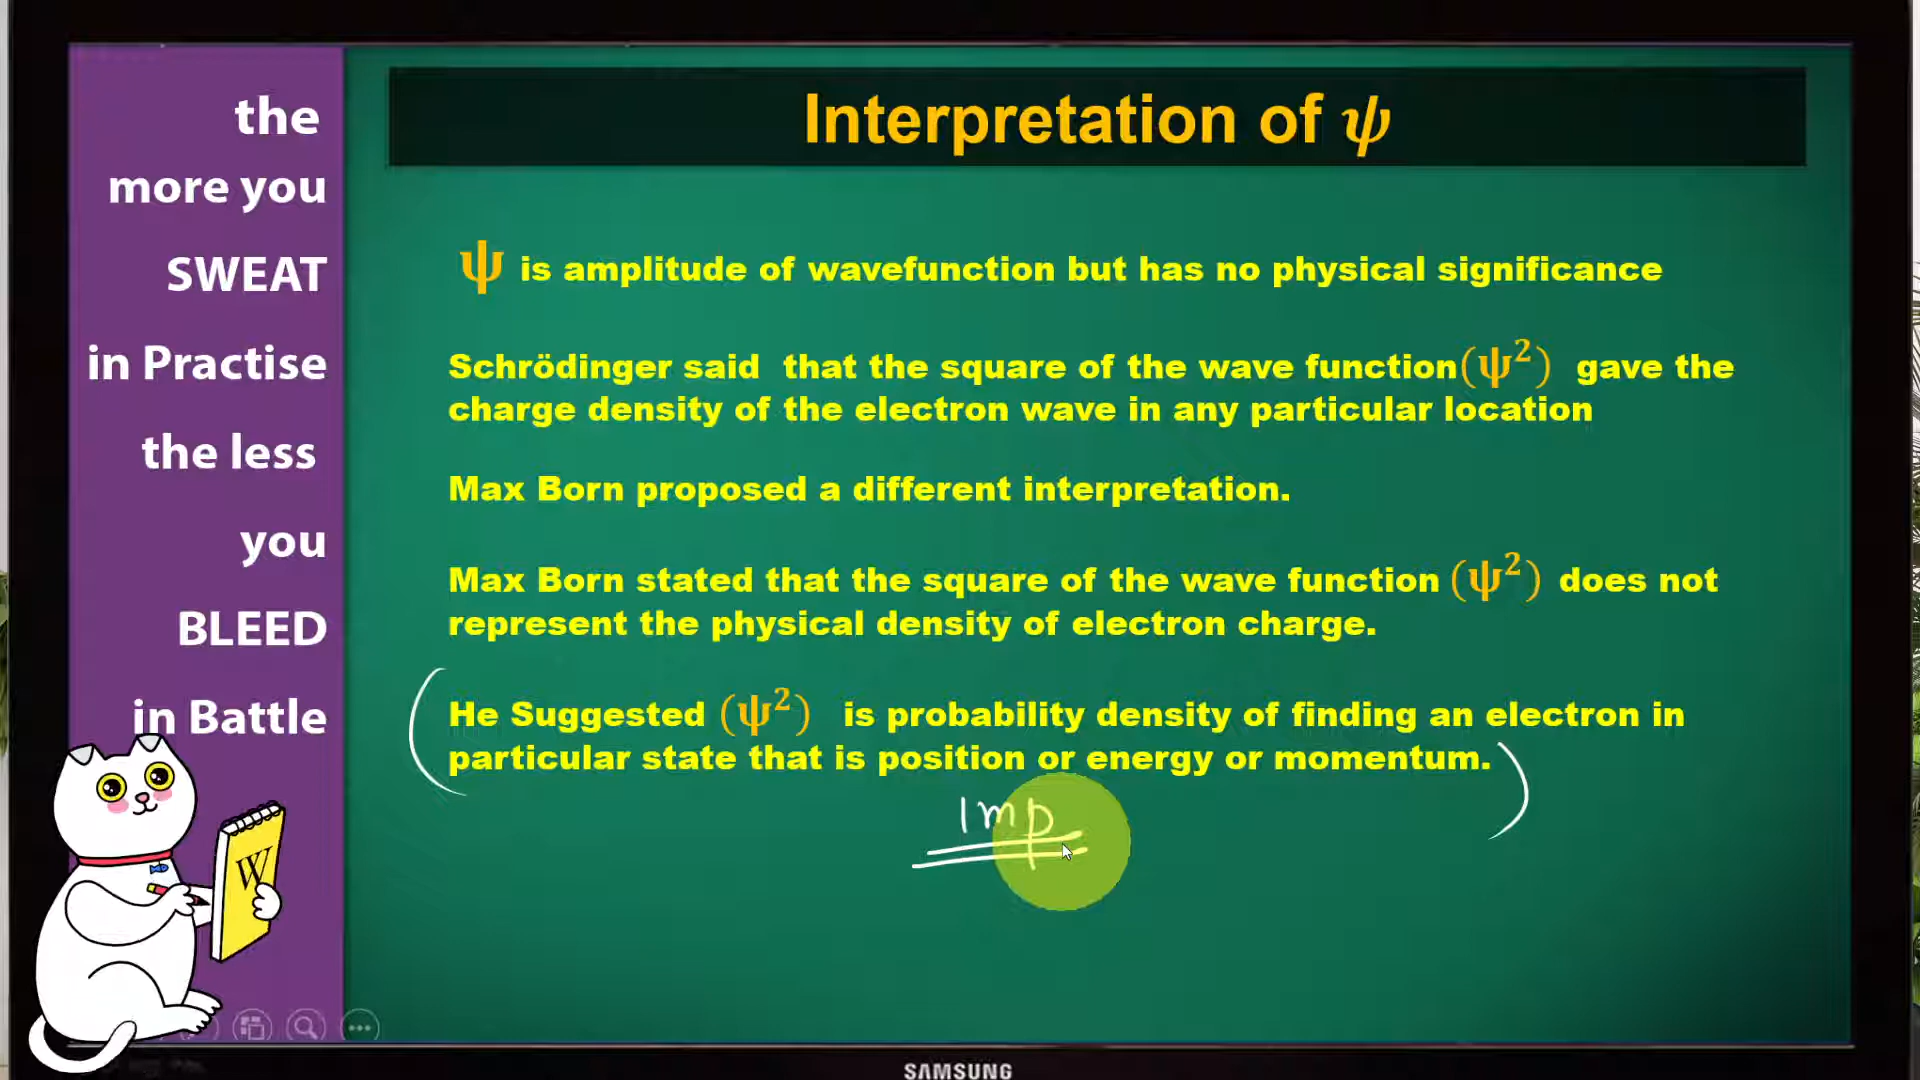 the
more you
SWEAT
in Practise
the less
you
BLEED
in Battle
Interpretation of ψ
ψ is amplitude of wavefunction but has no physical significance
Schrödinger said that the square of the wave function(ψ²) gave the
charge density of the electron wave in any particular location
Max Born proposed a different interpretation.
Max Born stated that the square of the wave function (ψ²) does not
represent the physical density of electron charge.
(He Suggested (ψ²) is probability density of finding an electron in
particular state that is position or energy or momentum.)
Imp
W
SAMSUNG